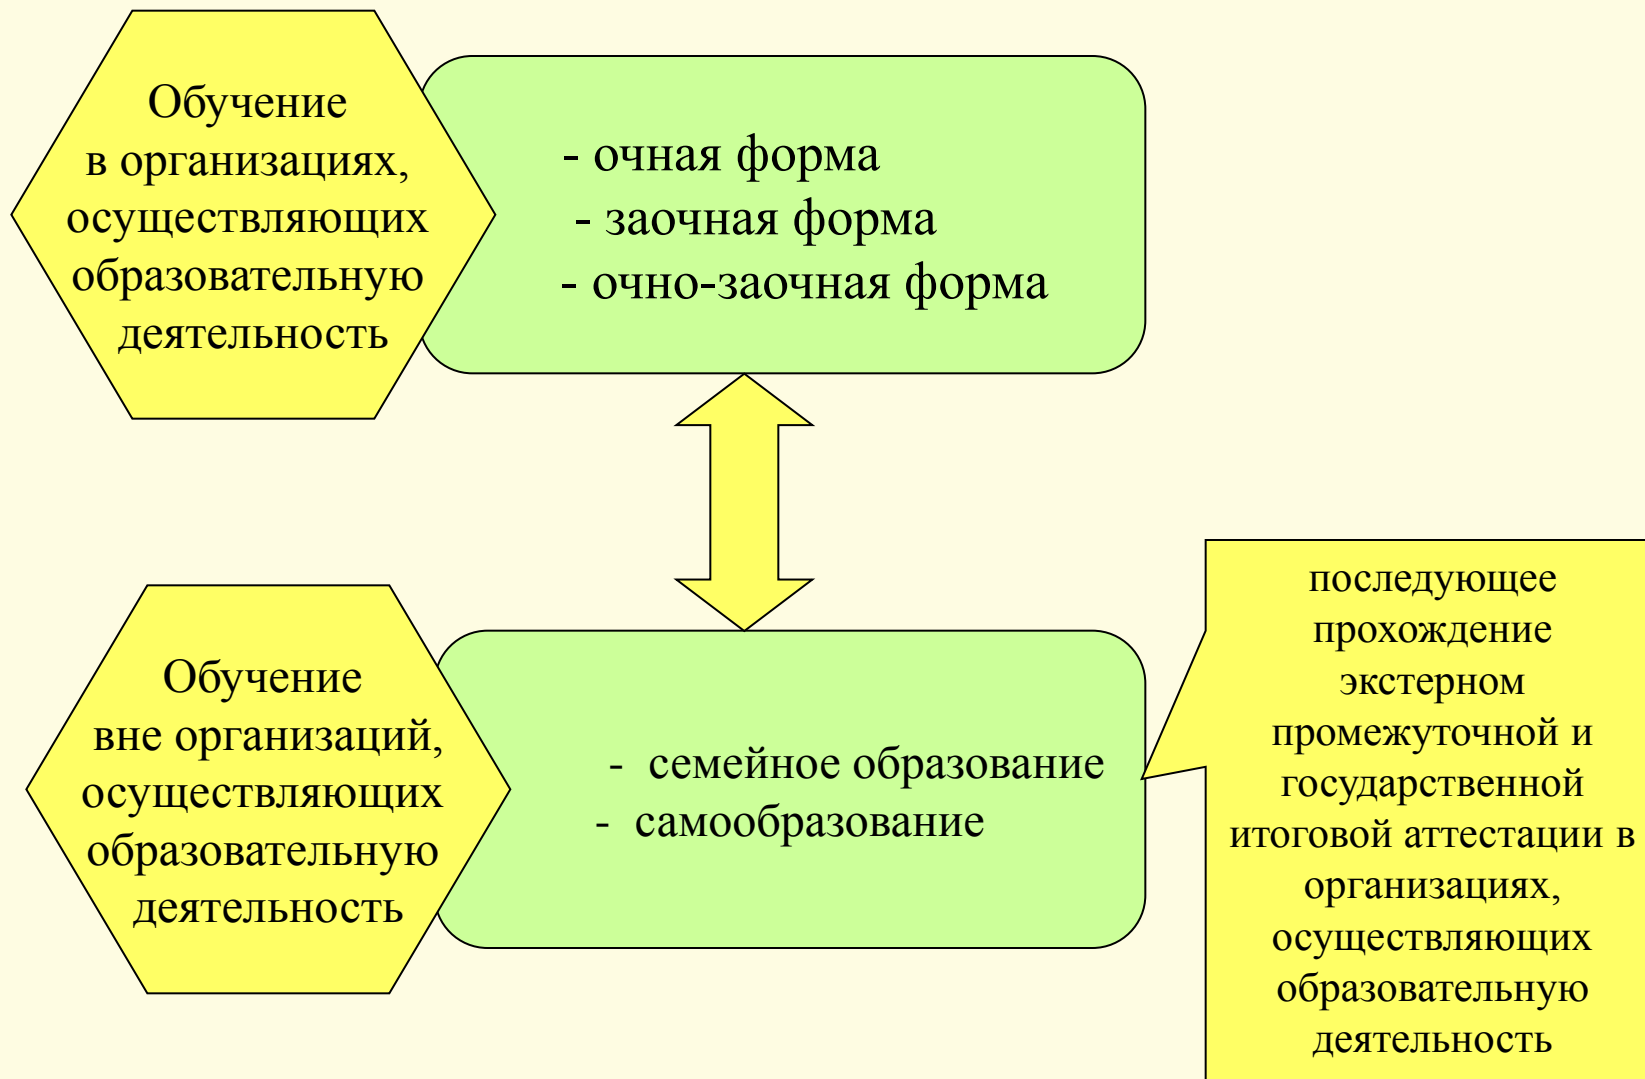 Обучение
в организациях,
осуществляющих
образовательную
деятельность
- очная форма
- заочная форма
- очно-заочная форма
Обучение
вне организаций,
осуществляющих
образовательную
деятельность
- семейное образование
- самообразование
последующее
прохождение
экстерном
промежуточной и
государственной
итоговой аттестации в
организациях,
осуществляющих
образовательную
деятельность